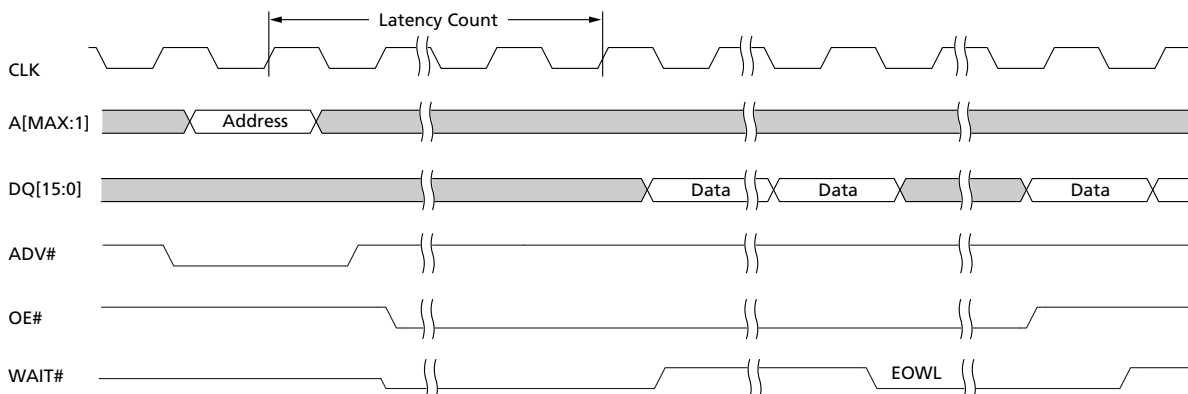 Latency Count
CLK
A[MAX:1] Address
DQ[15:0] Data Data Data
ADV#
OE#
WAIT# EOWL